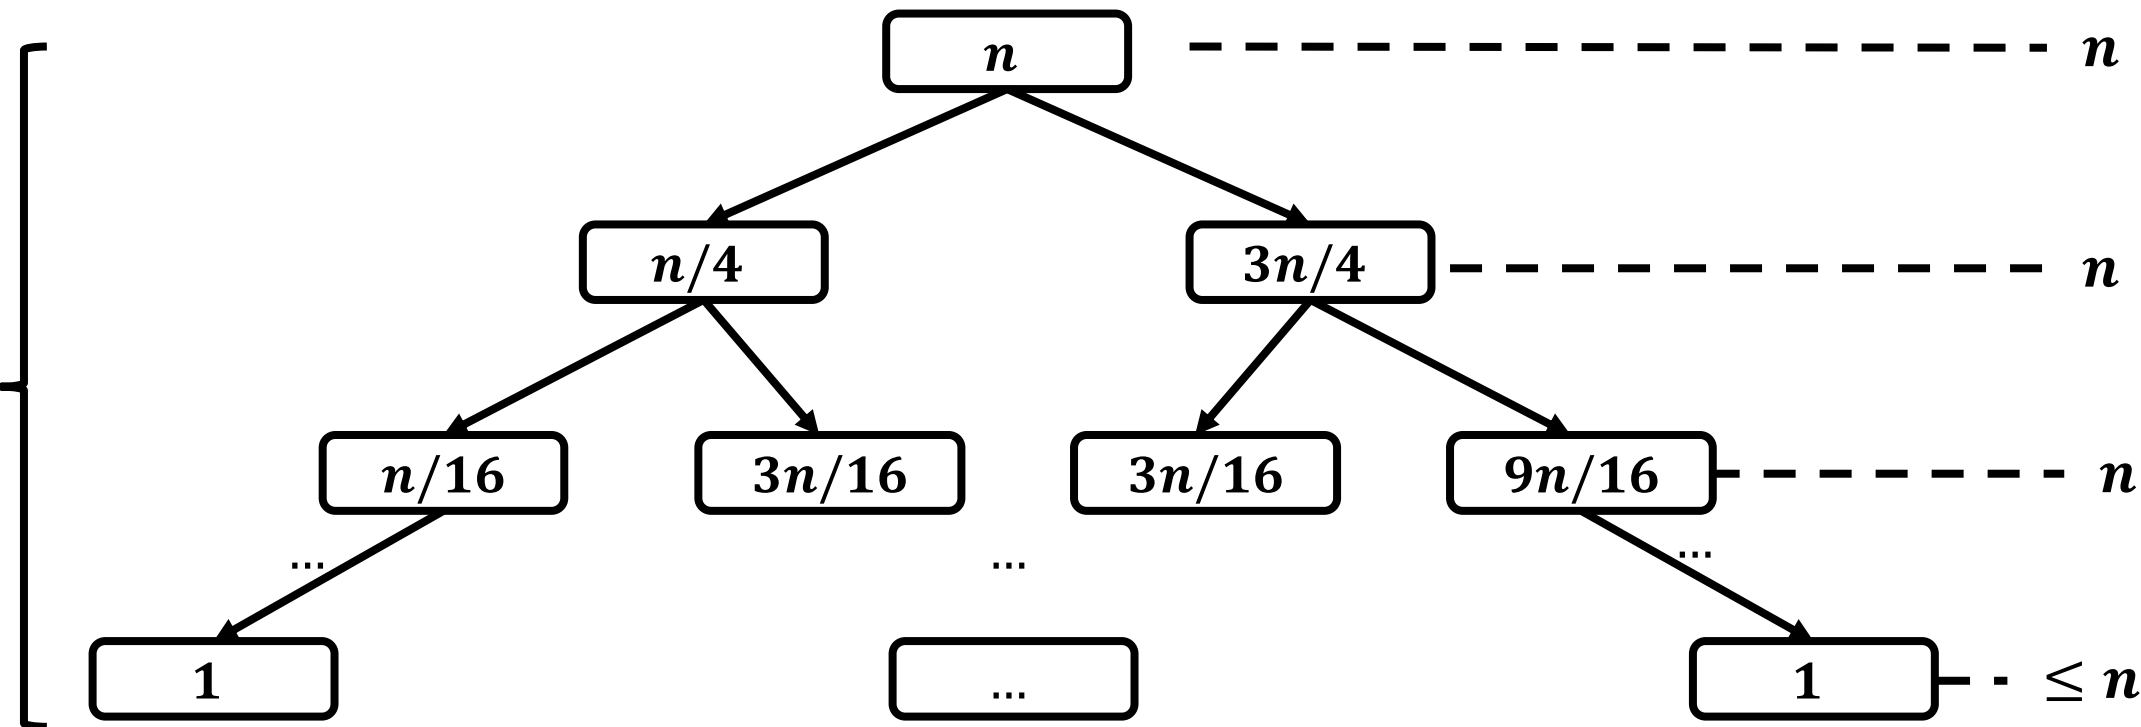 n n
n/4 3n/4 n
n/16 3n/16 3n/16 9n/16 n
... ... ...
1 ... 1 ≤ n